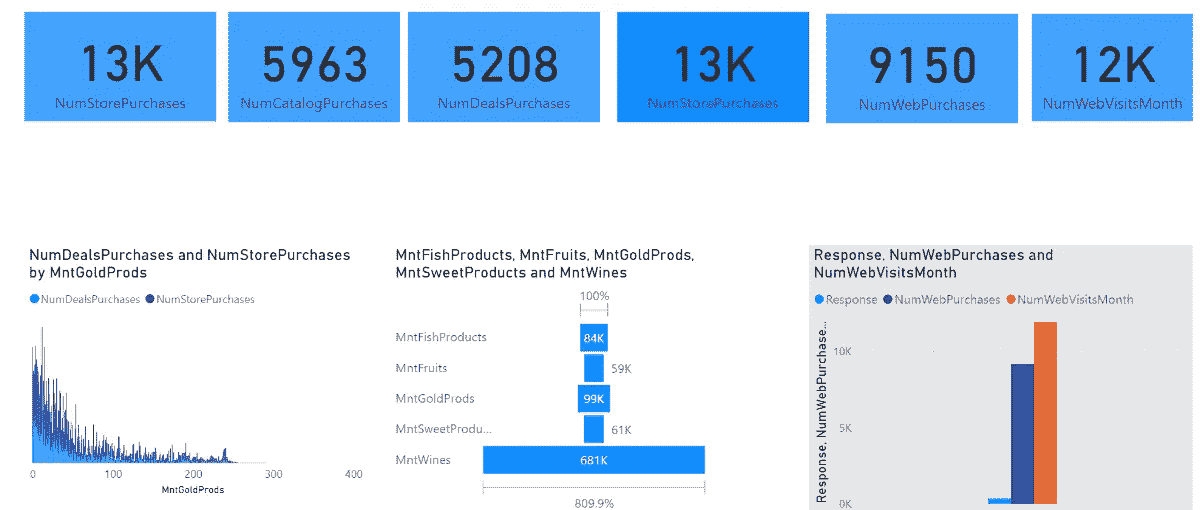 13K
NumStorePurchases
5963
NumCatalogPurchases
5208
NumDealsPurchases
13K
NumStorePurchases
9150
NumWebPurchases
12K
NumWebVisitsMonth
NumDealsPurchases and NumStorePurchases
by MntGoldProds
NumDealsPurchases NumStorePurchases
0 100 200 300 400
MntGoldProds
MntFishProducts, MntFruits, MntGoldProds,
MntSweetProducts and MntWines
100%
MntFishProducts 84K
MntFruits 59K
MntGoldProds 99K
MntSweetProdu... 61K
MntWines 681K
809.9%
Response, NumWebPurchases and
NumWebVisitsMonth
Response NumWebPurchases NumWebVisitsMonth
Response, NumWebPurchase...
10K
5K
0K